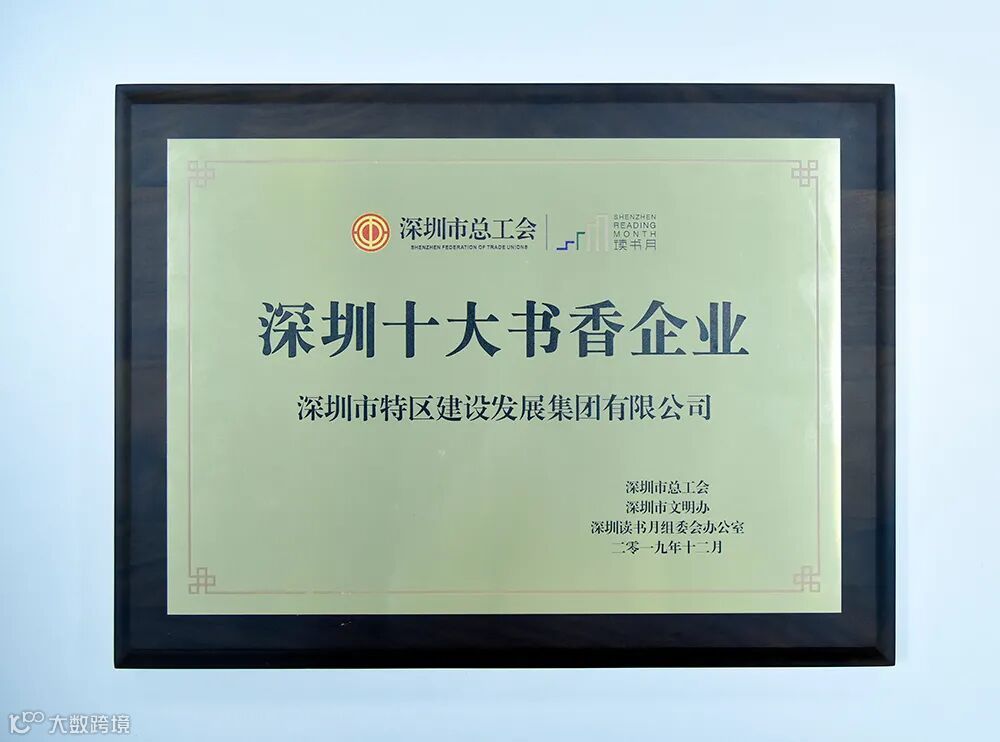 深圳市总工会
SHENZHEN FEDERATION OF TRADE UNIONS
SHENZHEN
READING
MONTH
读书月
深圳十大书香企业
深圳市特区建设发展集团有限公司
深圳市总工会
深圳市文明办
深圳读书月组委会办公室
二零一九年十二月
大数跨境